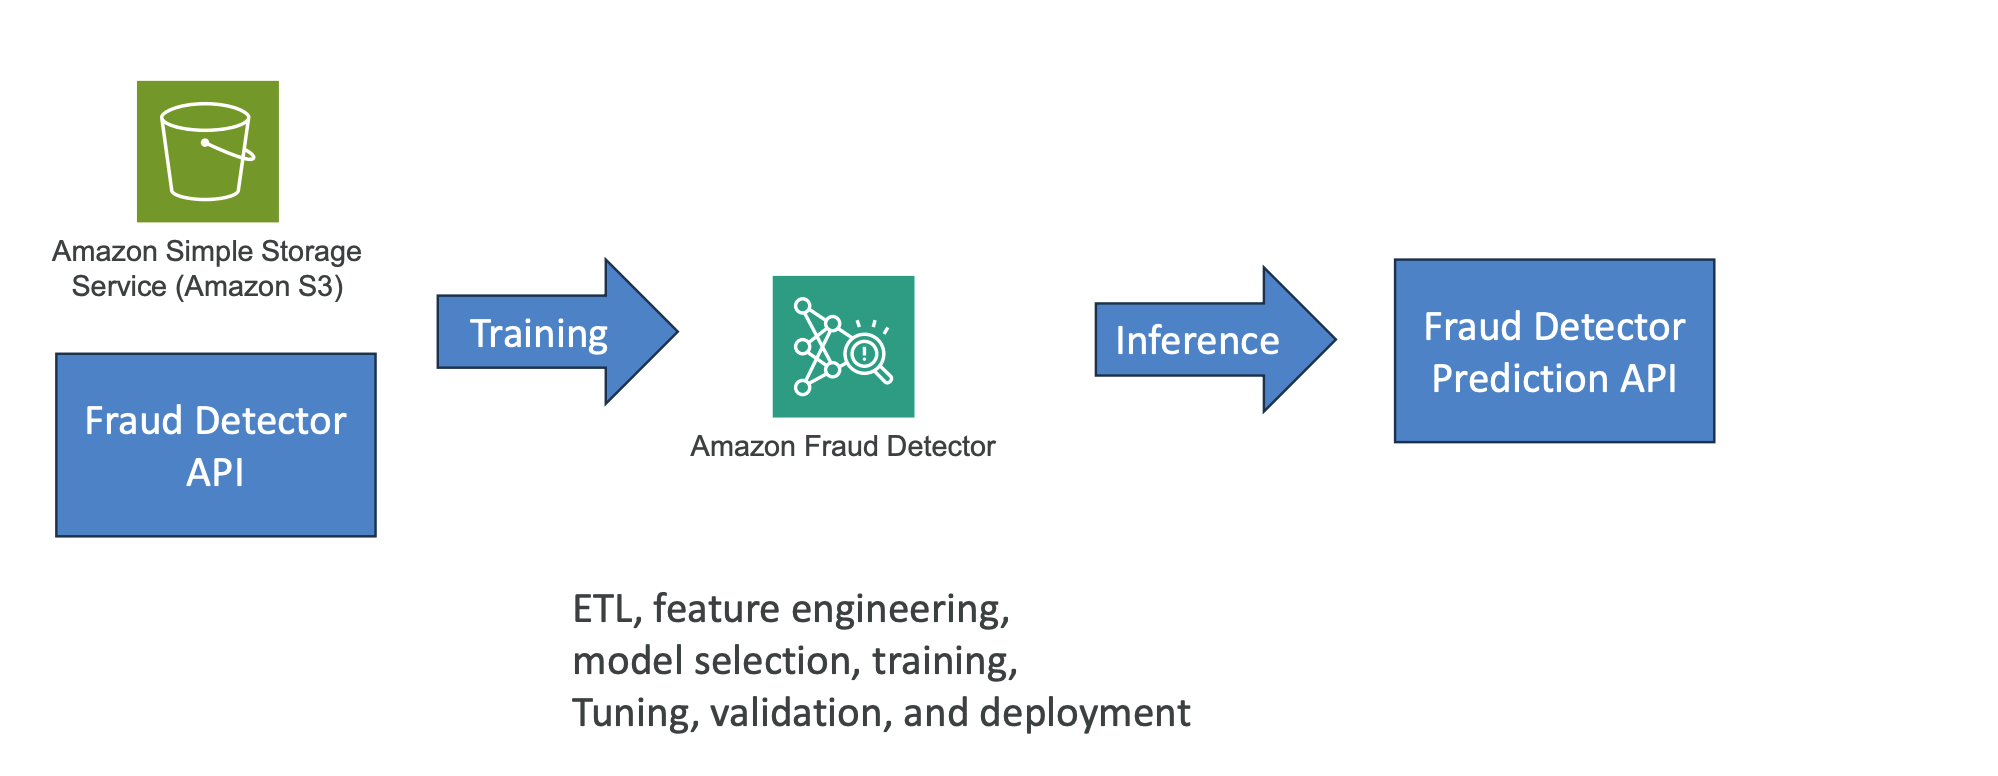 Amazon Simple Storage
Service (Amazon S3)
Fraud Detector
API
Training
Amazon Fraud Detector
Inference
Fraud Detector
Prediction API
ETL, feature engineering,
model selection, training,
Tuning, validation, and deployment